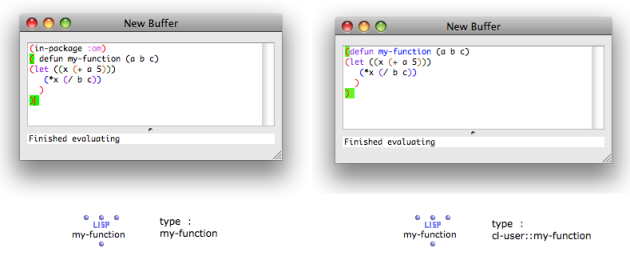 New Buffer
(in-package :om)
( defun my-function (a b c)
(let ((x (+ a 5)))
(*x (/ b c))
)
)
Finished evaluating
LISP
my-function
type :
my-function
New Buffer
(defun my-function (a b c)
(let ((x (+ a 5)))
(*x (/ b c))
)
)
Finished evaluating
LISP
my-function
type :
cl-user::my-function